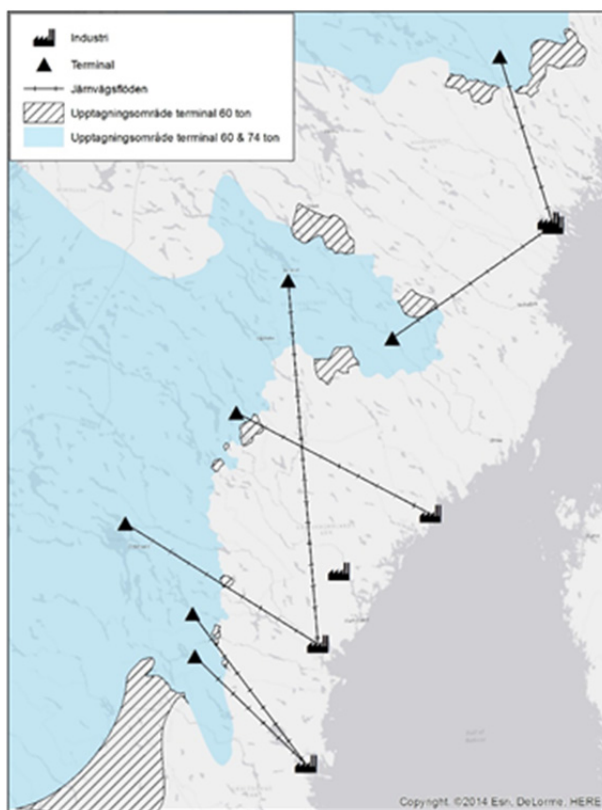 Industri
Terminal
Järnvägsflöden
Upptagningsområde terminal 60 ton
Upptagningsområde terminal 60 & 74 ton
Copyright: ©2014 Esri, DeLorme, HERE